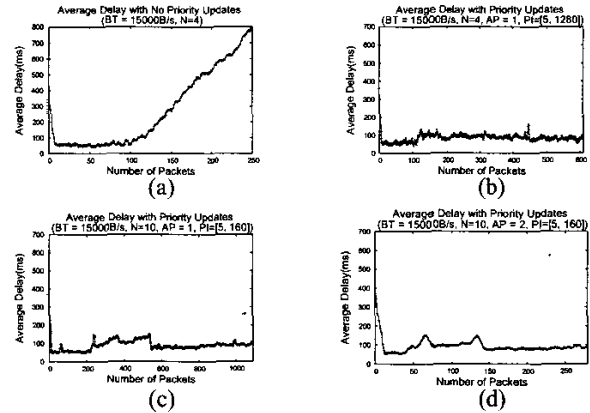 Average Delay with No Priority Updates
(BT = 15000B/s, N=4)
Average Delay(ms)
800
700
600
500
400
300
200
100
0
0 50 100 150 200 250
Number of Packets
(a)
Average Delay with Priority Updates
(BT = 15000B/s, N=4, AP = 1, PI=[5, 1280])
Average Delay(ms)
700
600
500
400
300
200
100
0
0 100 200 300 400 500 600
Number of Packets
(b)
Average Delay with Priority Updates
(BT = 15000B/s, N=10, AP = 1, PI=[5, 160])
Average Delay(ms)
700
600
500
400
300
200
100
0
0 200 400 600 800 1000
Number of Packets
(c)
Average Delay with Priority Updates
(BT = 15000B/s, N=10, AP = 2, PI=[5, 160])
Average Delay(ms)
700
600
500
400
300
200
100
0
0 50 100 150 200 250
Number of Packets
(d)